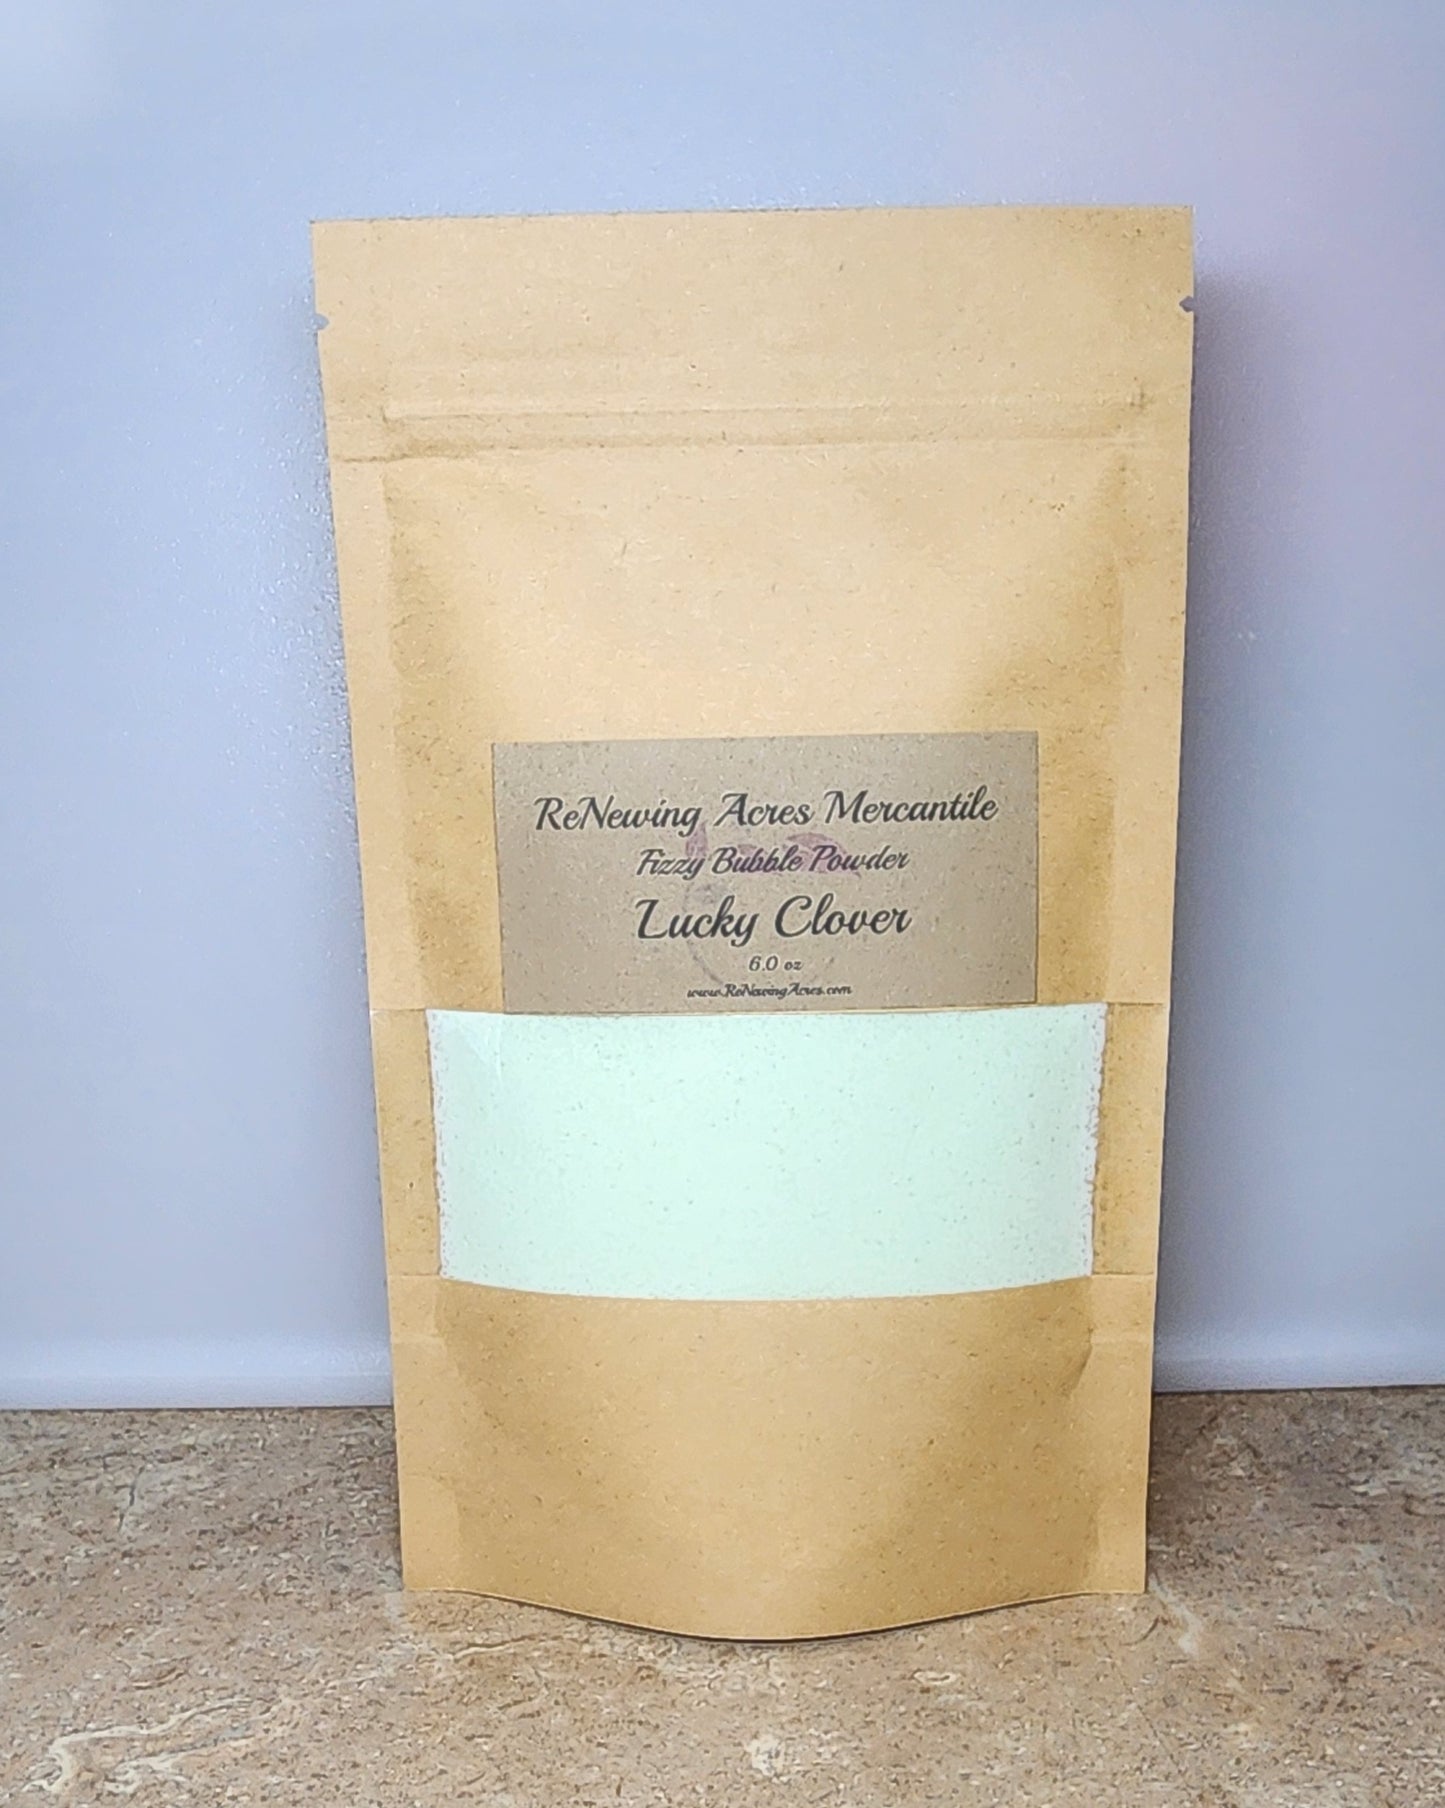 ReNewing Acres Mercantile
Fizzy Bubble Powder
Lucky Clover
6.0 oz
www.ReNewingAcres.com